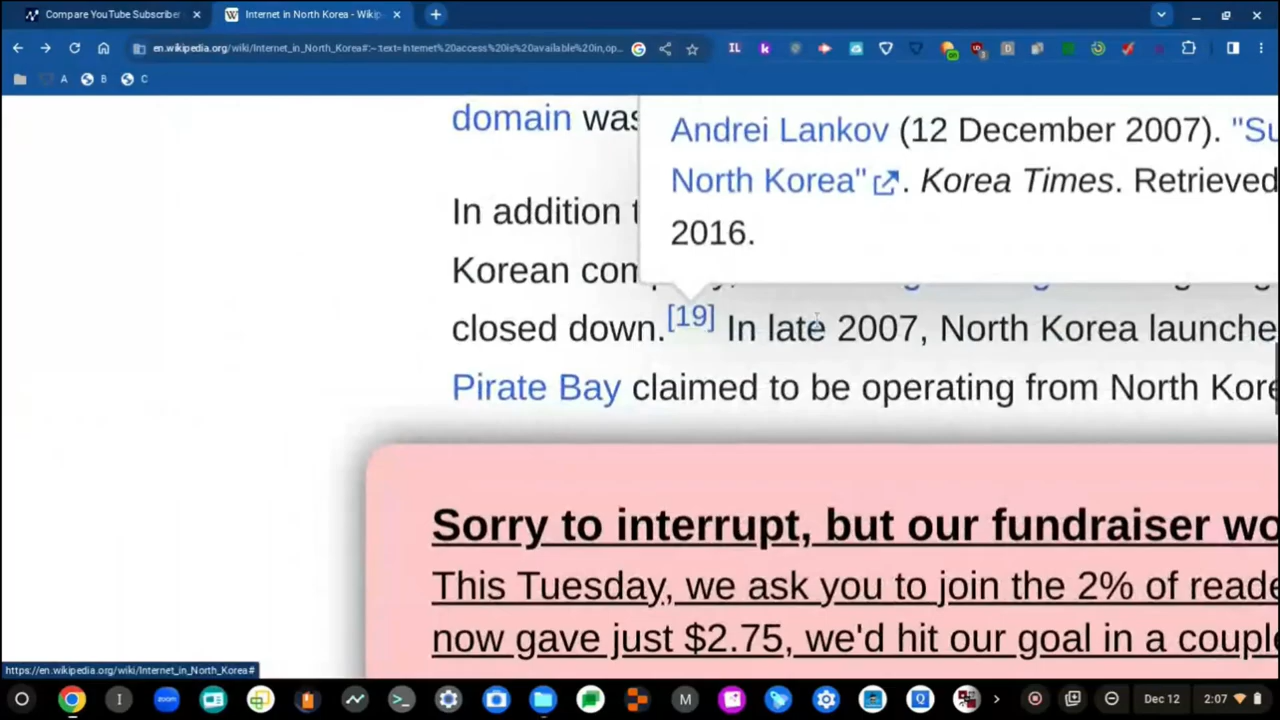 Compare YouTube Subscriber
Internet in North Korea - Wikip
en.wikipedia.org/wiki/Internet_in_North_Korea#:~:text=Internet%20access%20is%20available%20in,op...
A
B
C
domain was
Andrei Lankov (12 December 2007). "Su
North Korea" . Korea Times. Retrieved
2016.
In addition t
Korean com
closed down.[19] In late 2007, North Korea launche
Pirate Bay claimed to be operating from North Kore
Sorry to interrupt, but our fundraiser wo
This Tuesday, we ask you to join the 2% of reade
now gave just $2.75, we'd hit our goal in a coupl
https://en.wikipedia.org/wiki/Internet_in_North_Korea#
Dec 12
2:07